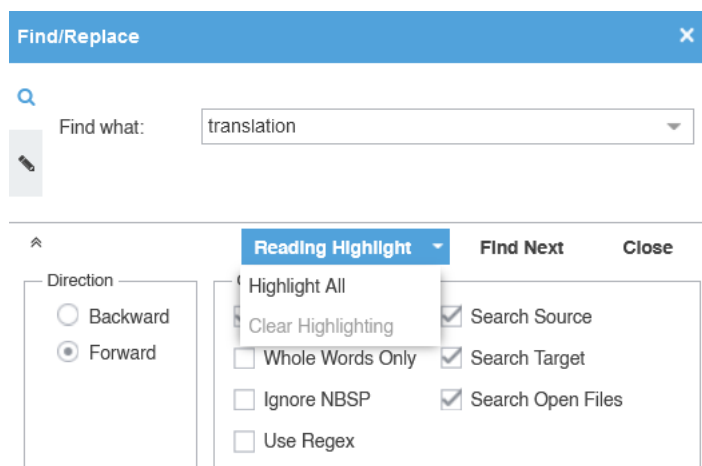 Find/Replace
Find what:
translation
Reading Highlight
Find Next
Close
Direction
Highlight All
Backward
Clear Highlighting
Search Source
Forward
Whole Words Only
Search Target
Ignore NBSP
Search Open Files
Use Regex